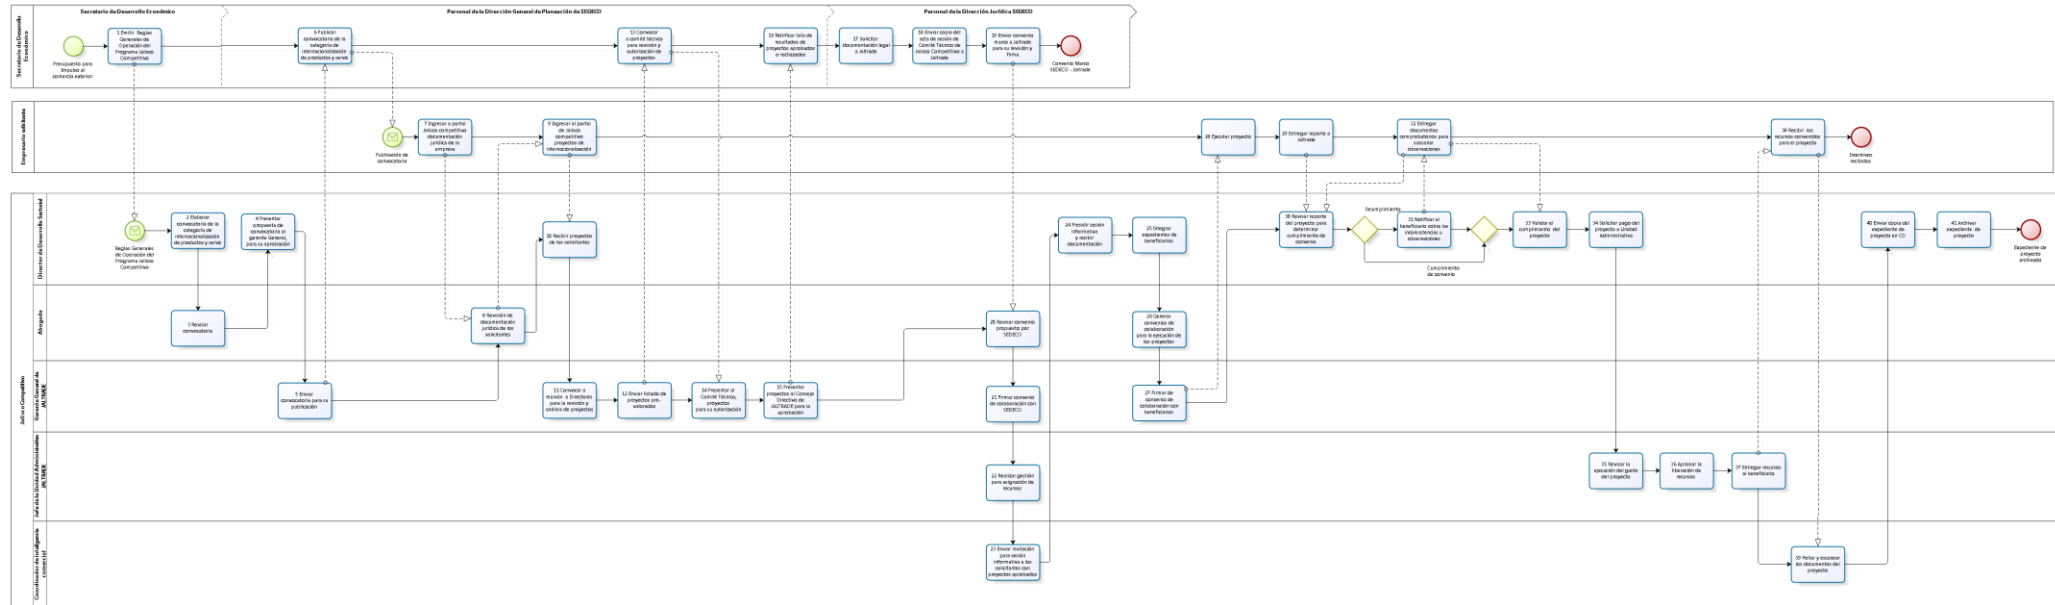 Secretario de Desarrollo Económico
Personal de la Dirección General de Planeación de SEDECO
Personal de la Dirección Jurídica SEDECO
Secretaría de Desarrollo
Económico
Presupuesto para
Impulso al
comercio exterior
1 Emitir Reglas
Generales de
Operación del
Programa Jalisco
Competitivo
6 Publicar
convocatoria de la
categoría de
internacionalización
de productos y servic
13 Convocar
a comité técnico
para revisión y
autorización de
proyectos
16 Notificar lista de
resultados de
proyectos aprobados
o rechazados
17 Solicitar
documentación legal
a Jaltrade
18 Enviar copia del
acta de sesión de
Comité Técnico de
Jalisco Competitivo a
Jaltrade
19 Enviar convenio
marco a Jaltrade
para su revisión y
firma
Convenio Marco
SEDECO - Jaltrade
Empresario solicitante
Publicación de
convocatoria
7 Ingresar a portal
Jalisco competitivo
documentación
jurídica de la
empresa
9 Ingresar al portal
de Jalisco
competitivo
proyectos de
internacionalización
28 Ejecutar proyecto
29 Entregar reporte a
Jaltrade
32 Entregar
documentos
comprobatorios para
subsanar
observaciones
38 Recibir los
recursos convenidos
para el proyecto
Incentivos
recibidos
Jalisco Competitivo
Director de Desarrollo Sectorial
Reglas Generales
de Operación del
Programa Jalisco
Competitivo
2 Elaborar
convocatoria de la
categoría de
internacionalización
de productos y servic
4 Presentar
propuesta de
convocatoria al
gerente General,
para su aprobación
10 Recibir proyectos
de los solicitantes
24 Presidir sesión
informativa
y recibir
documentación
25 Integrar
expedientes de
beneficiarios
30 Revisar reporte
del proyecto para
determinar
cumplimiento de
convenio
Incumplimiento
31 Notificar al
beneficiario sobre las
inconsistencias u
observaciones
Cumplimiento
de convenio
33 Validar el
cumplimiento del
proyecto
34 Solicitar pago del
proyecto a Unidad
Administrativa
40 Enviar copia del
expediente de
proyecto en CD
41 Archivar
expediente de
proyecto
Expediente de
proyecto
archivado
Abogado
3 Revisar
convocatoria
8 Revisión de
documentación
jurídica de los
solicitantes
20 Revisar convenio
propuesto por
SEDECO
26 Generar
convenios de
colaboración
para la ejecución de
los proyectos
Gerente General de
JALTRADE
5 Enviar
convocatoria para su
publicación
11 Convocar a
reunión a Directores
para la revisión y
análisis de proyectos
12 Enviar listado de
proyectos pre-
valorados
14 Presentar al
Comité Técnico,
proyectos
para su autorización
15 Presentar
proyectos al Consejo
Directivo de
JALTRADE para la
aprobación
21 Firmar convenio
de colaboración con
SEDECO
27 Firmar de
convenio de
colaboración con
beneficiarios
Jefe de la Unidad Administrativa
JALTRADE
22 Realizar gestión
para asignación de
recursos
35 Revisar la
ejecución del gasto
del proyecto
36 Aprobar la
liberación de
recursos
37 Entregar recursos
al beneficiario
Coordinador de Inteligencia
comercial
23 Enviar invitación
para sesión
informativa a los
solicitantes con
proyectos aprobados
39 Foliar y escanear
los documentos del
proyecto